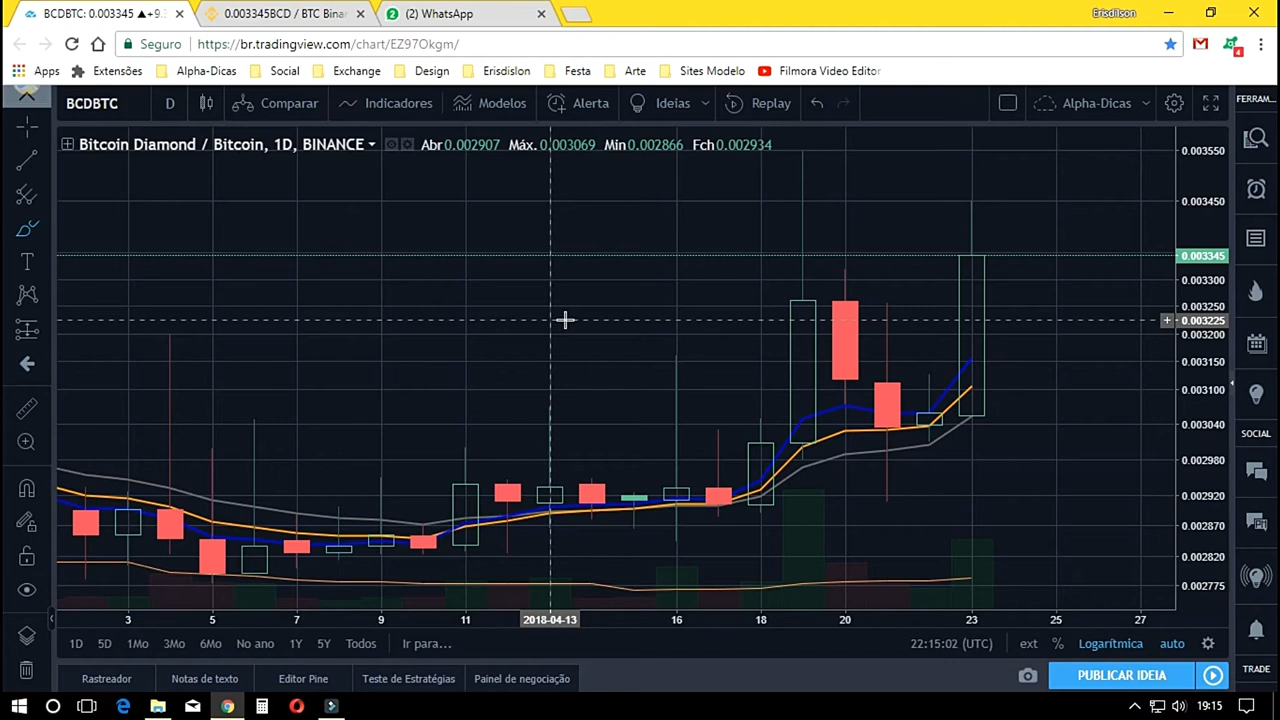 BCDBTC: 0.003345 ▲+9.
0.003345BCD / BTC Binar
(2) WhatsApp
Erisdilson
Seguro
https://br.tradingview.com/chart/EZ97Okgm/
4
Apps
Extensões
Alpha-Dicas
Social
Exchange
Design
Erisdislon
Festa
Arte
Sites Modelo
Filmora Video Editor
BCDBTC
D
Comparar
Indicadores
Modelos
Alerta
Ideias
Replay
Alpha-Dicas
FERRAM...
Bitcoin Diamond / Bitcoin, 1D, BINANCE
Abr0.002907 Máx.0.003069 Min0.002866 Fch0.002934
0.003550
0.003450
0.003345
0.003300
0.003250
0.003225
0.003200
0.003150
0.003100
0.003040
0.002980
0.002920
0.002870
0.002820
0.002775
SOCIAL
3 5 7 9 11 2018-04-13 16 18 20 23 25 27
1D 5D 1Mo 3Mo 6Mo No ano 1Y 5Y Todos Ir para...
22:15:02 (UTC) ext % Logarítmica auto
Rastreador
Notas de texto
Editor Pine
Teste de Estratégias
Painel de negociação
PUBLICAR IDEIA
TRADE
19:15